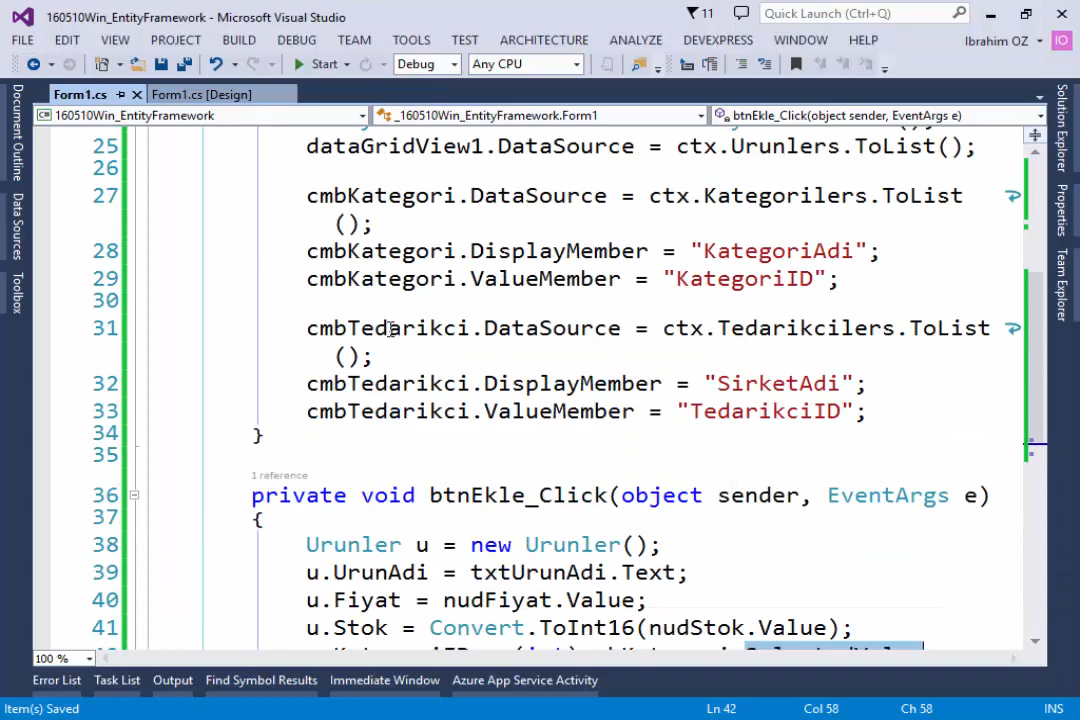 160510Win_EntityFramework - Microsoft Visual Studio
11
Quick Launch (Ctrl+Q)
FILE EDIT VIEW PROJECT BUILD DEBUG TEAM TOOLS TEST ARCHITECTURE ANALYZE DEVEXPRESS WINDOW HELP
Ibrahim OZ IO
Start Debug Any CPU
Form1.cs Form1.cs [Design]
160510Win_EntityFramework _160510Win_EntityFramework.Form1 btnEkle_Click(object sender, EventArgs e)
Document Outline
Data Sources
Toolbox
Solution Explorer
Properties
Team Explorer
25 dataGridView1.DataSource = ctx.Urunlers.ToList();
26
27 cmbKategori.DataSource = ctx.Kategorilers.ToList
();
28 cmbKategori.DisplayMember = "KategoriAdi";
29 cmbKategori.ValueMember = "KategoriID";
30
31 cmbTedarikci.DataSource = ctx.Tedarikcilers.ToList
();
32 cmbTedarikci.DisplayMember = "SirketAdi";
33 cmbTedarikci.ValueMember = "TedarikciID";
34 }
35
1 reference
36 private void btnEkle_Click(object sender, EventArgs e)
37 {
38 Urunler u = new Urunler();
39 u.UrunAdi = txtUrunAdi.Text;
40 u.Fiyat = nudFiyat.Value;
41 u.Stok = Convert.ToInt16(nudStok.Value);
100 %
Error List Task List Output Find Symbol Results Immediate Window Azure App Service Activity
Item(s) Saved Ln 42 Col 58 Ch 58 INS